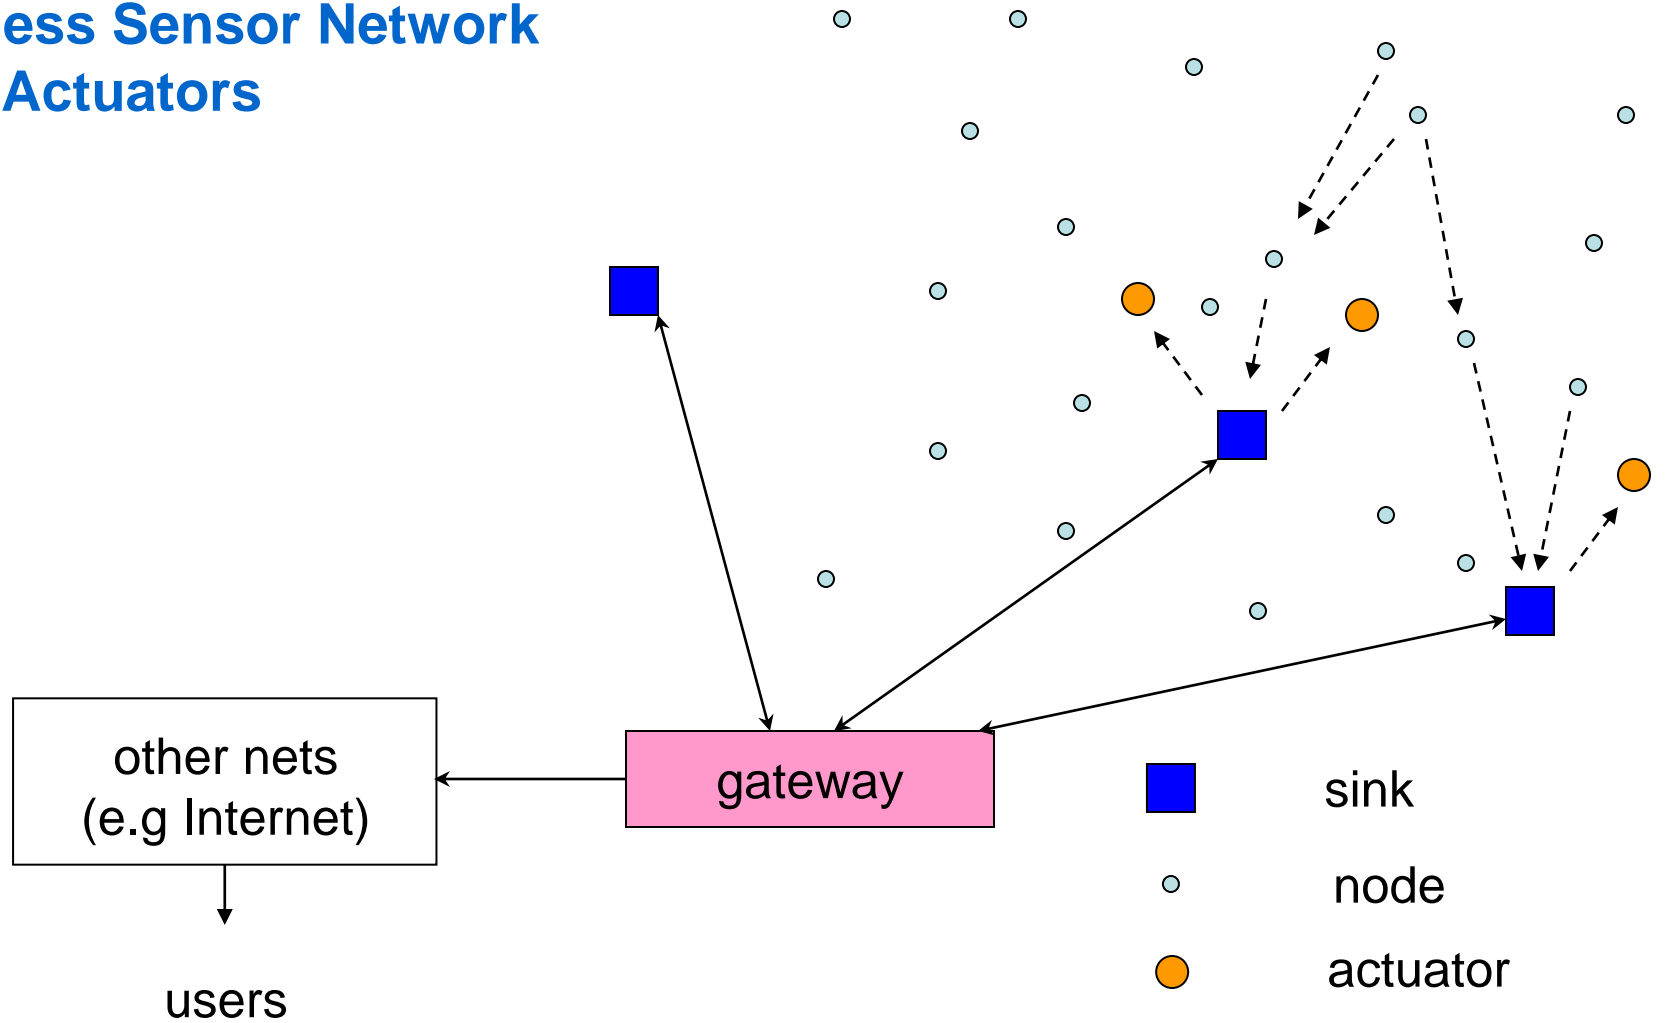 ess Sensor Network
Actuators
other nets
(e.g Internet)
gateway
users
sink
node
actuator